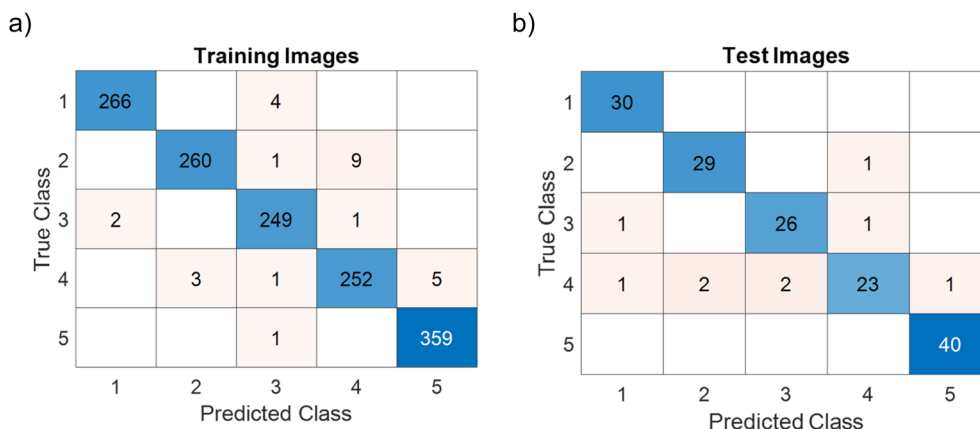 a)
Training Images
True Class
1 266 4
2 260 1 9
3 2 249 1
4 3 1 252 5
5 1 359
1 2 3 4 5
Predicted Class
b)
Test Images
True Class
1 30
2 29 1
3 1 26 1
4 1 2 2 23 1
5 40
1 2 3 4 5
Predicted Class